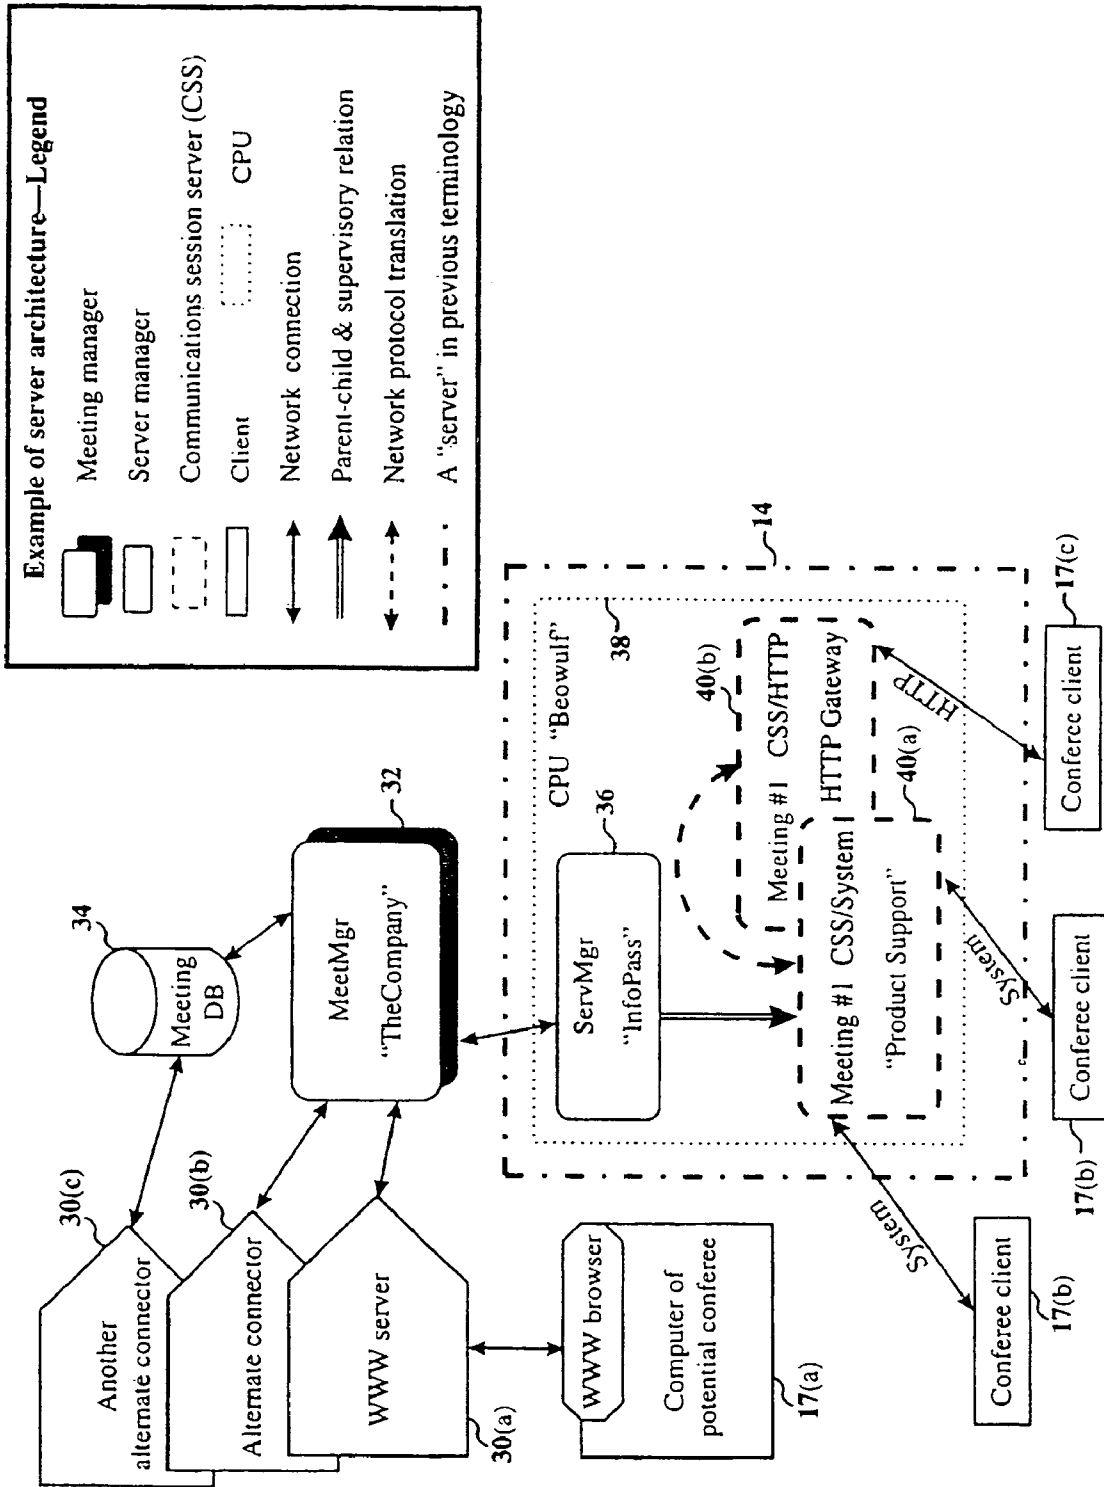 Example of server architecture—Legend
Meeting manager
Server manager
Communications session server (CSS)
Client
CPU
Network connection
Parent-child & supervisory relation
Network protocol translation
A "server" in previous terminology
30(c)
Another
alternate connector
30(b)
Alternate connector
WWW server
30(a)
WWW browser
Computer of
potential conferee
17(a)
34
Meeting
DB
MeetMgr
"TheCompany"
32
14
CPU "Beowulf"
38
ServMgr
"InfoPass"
36
40(b)
Meeting #1 CSS/HTTP
HTTP Gateway
40(a)
Meeting #1 CSS/System
"Product Support"
System
System
HTTP
Conferee client
17(b)
Conferee client
17(b)
Conferee client
17(c)